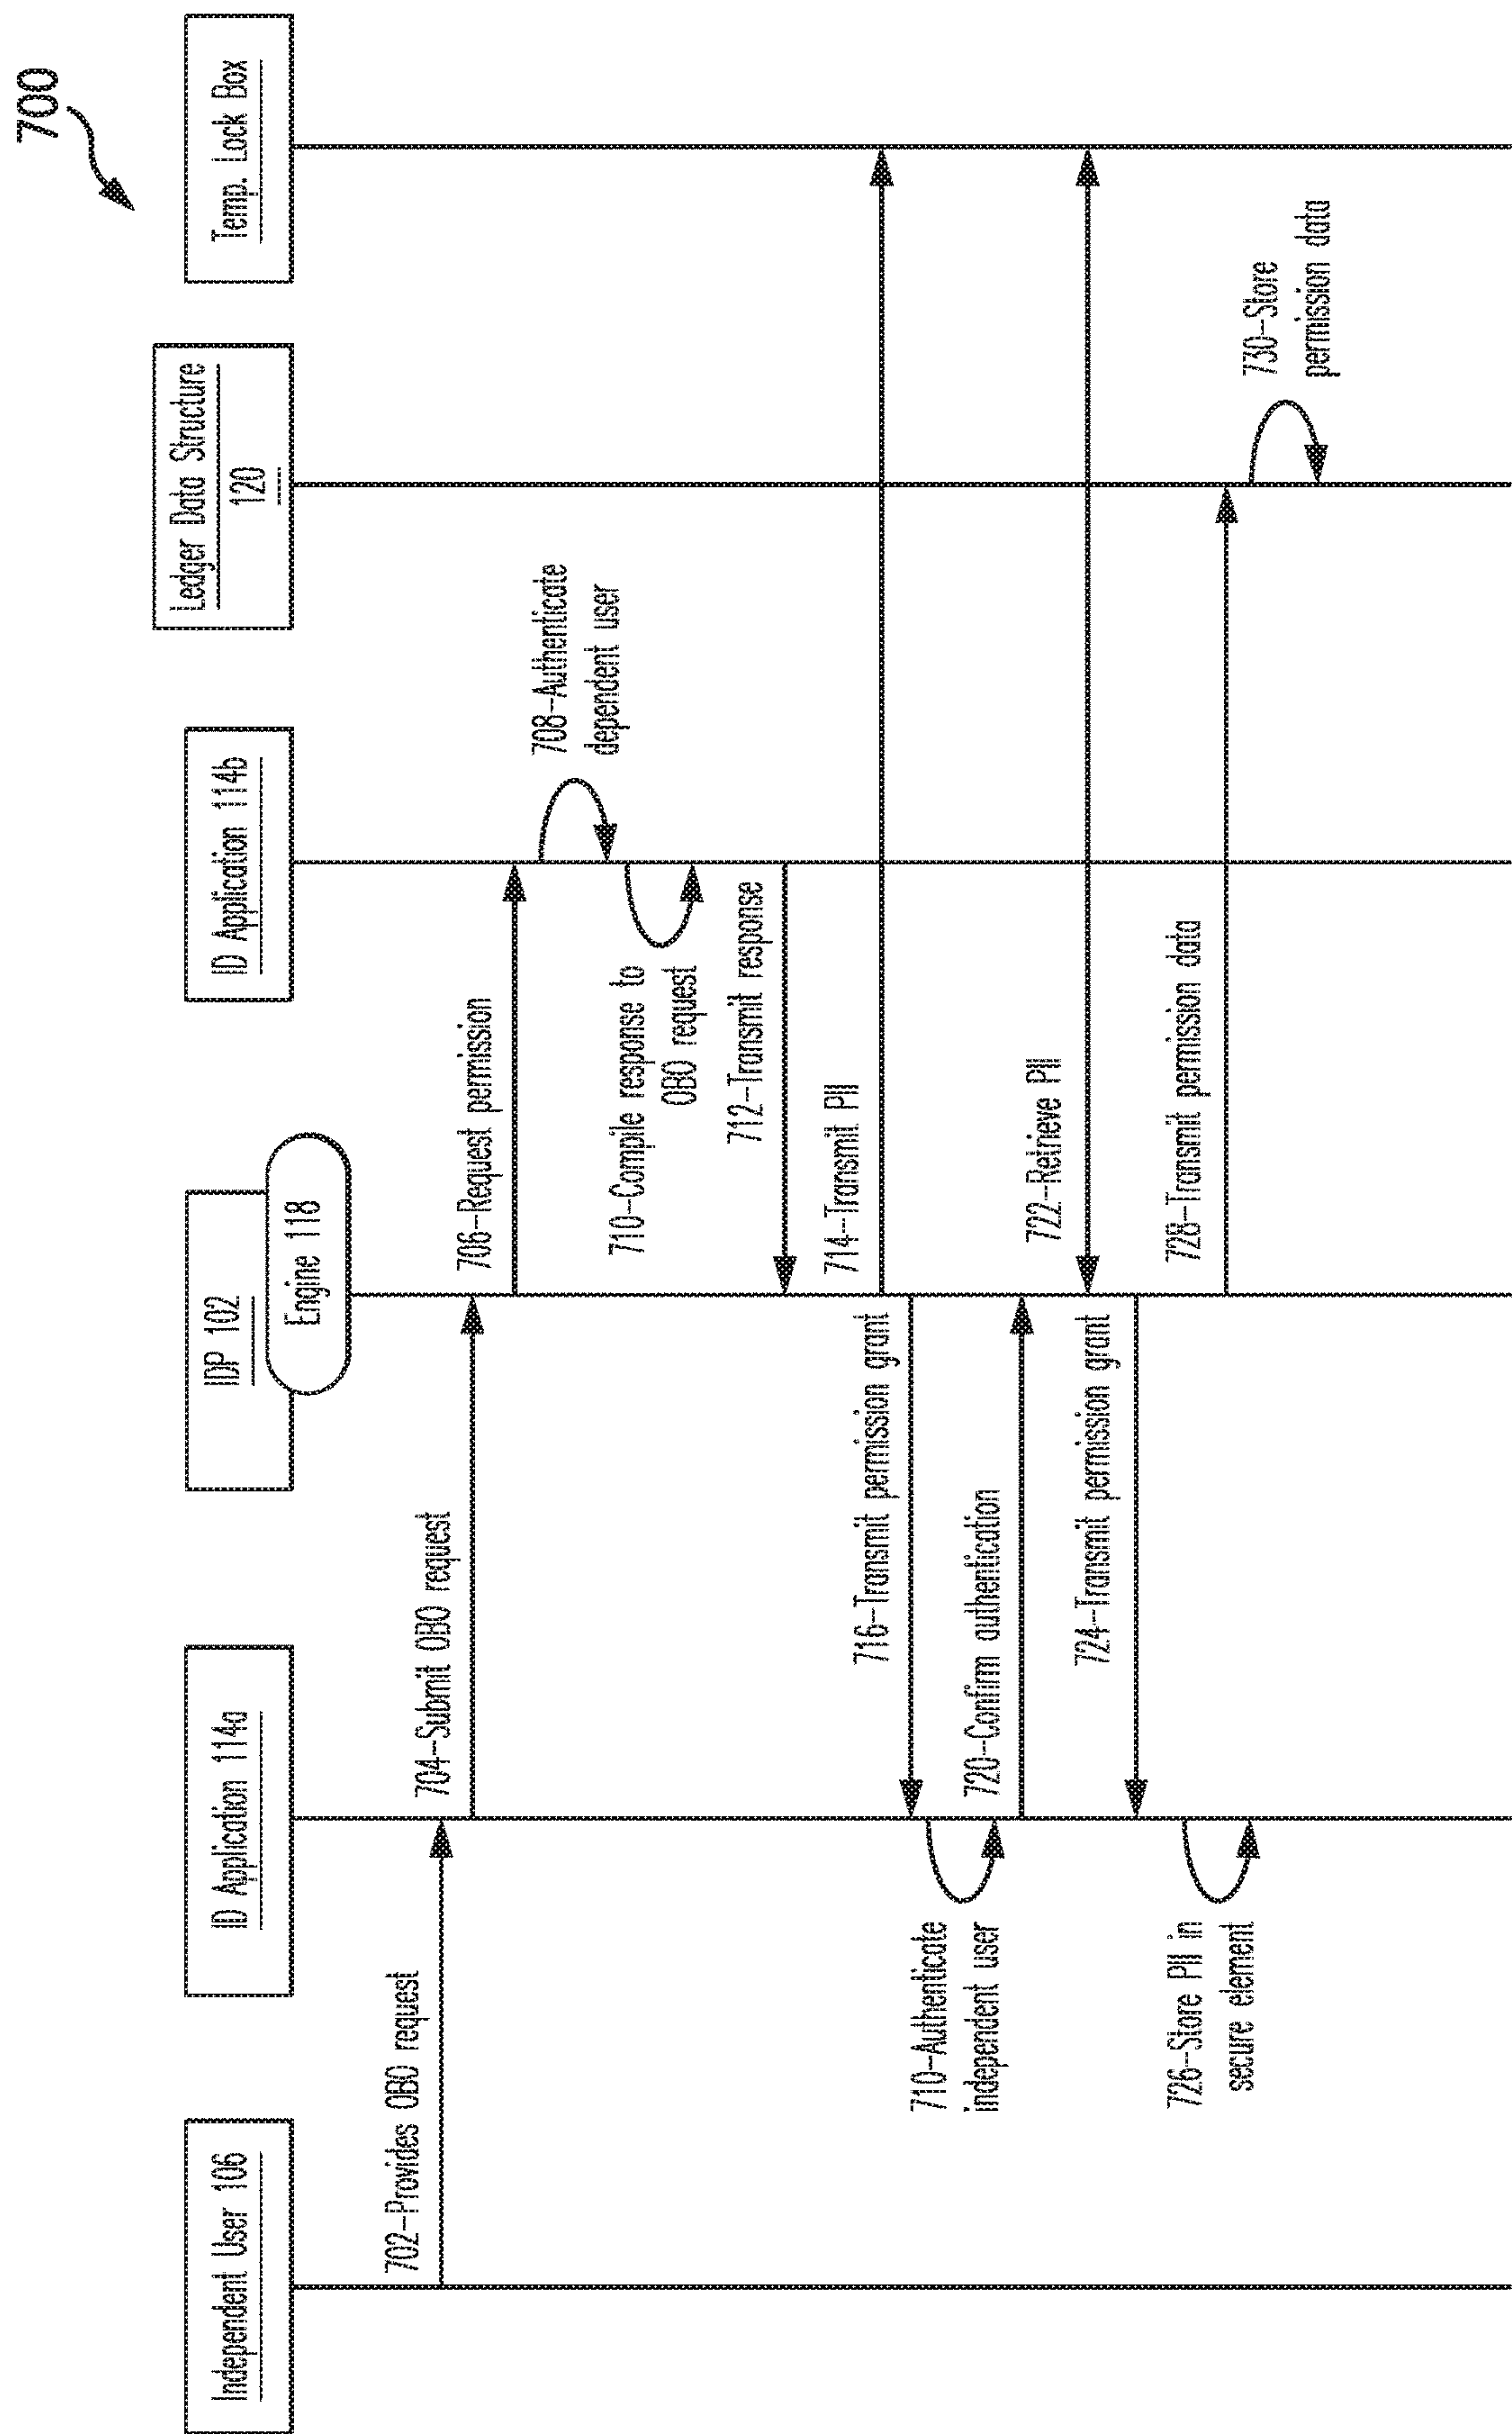 700
Independent User 106
ID Application 114a
IDP 102
Engine 118
ID Application 114b
Ledger Data Structure
120
Temp. Lock Box
702–Provides OBO request
704–Submit OBO request
706–Request permission
708–Authenticate
dependent user
710–Compile response to
OBO request
712–Transmit response
714–Transmit PII
716–Transmit permission grant
710–Authenticate
independent user
720–Confirm authentication
722–Retrieve PII
724–Transmit permission grant
726–Store PII in
secure element
728–Transmit permission data
730–Store
permission data